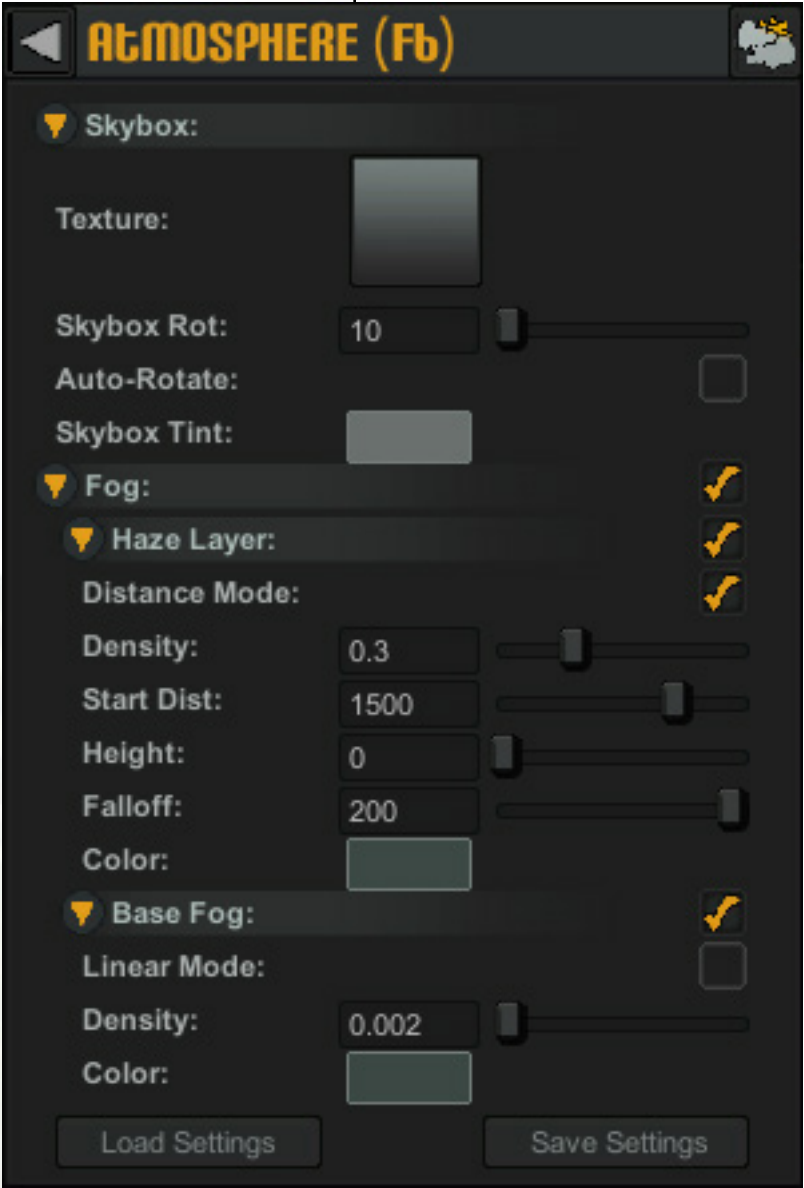 AtMOSPHERE (Fb)
Skybox:
Texture:
Skybox Rot: 10
Auto-Rotate:
Skybox Tint:
Fog:
Haze Layer:
Distance Mode:
Density: 0.3
Start Dist: 1500
Height: 0
Falloff: 200
Color:
Base Fog:
Linear Mode:
Density: 0.002
Color:
Load Settings Save Settings